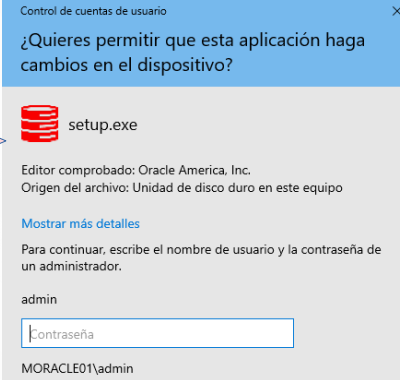 Control de cuentas de usuario
¿Quieres permitir que esta aplicación haga
cambios en el dispositivo?
setup.exe
Editor comprobado: Oracle America, Inc.
Origen del archivo: Unidad de disco duro en este equipo
Mostrar más detalles
Para continuar, escribe el nombre de usuario y la contraseña de
un administrador.
admin
Contraseña
MORACLE01\admin